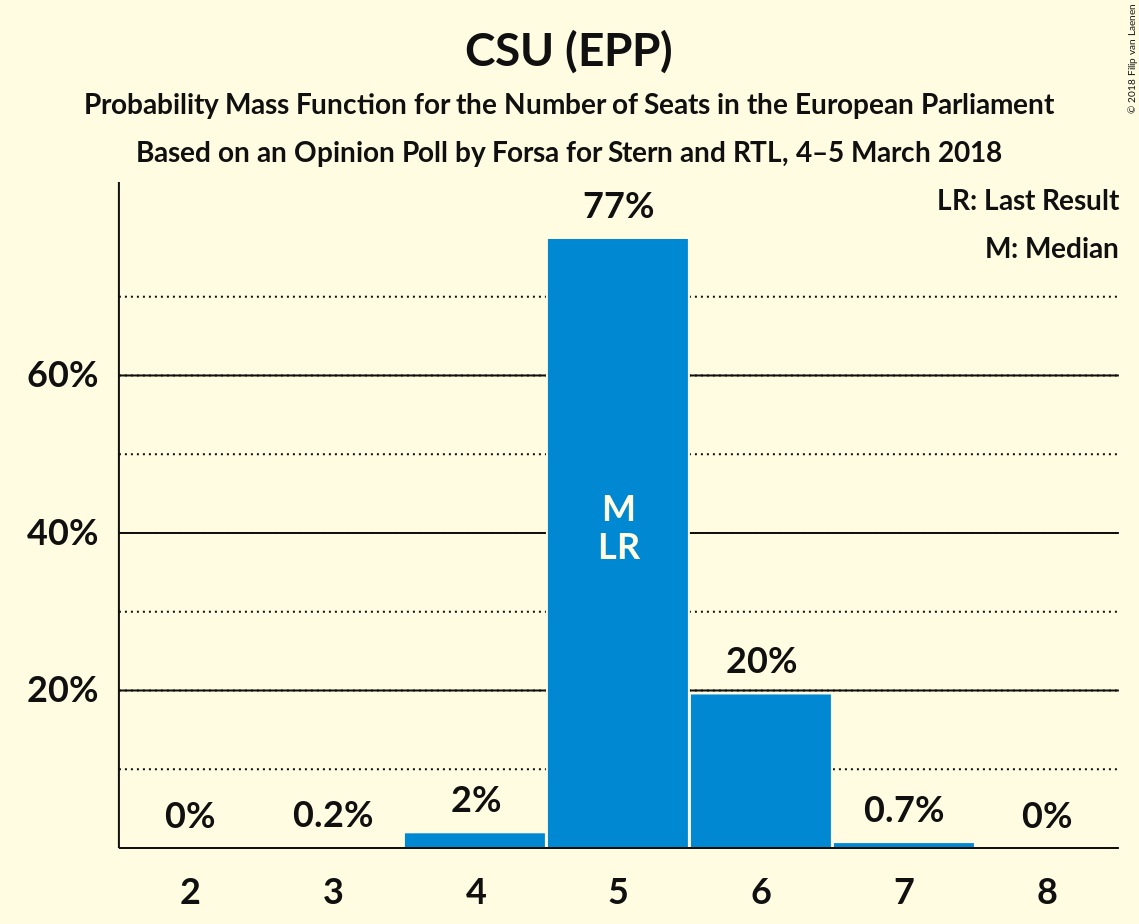 CSU (EPP)
Probability Mass Function for the Number of Seats in the European Parliament
Based on an Opinion Poll by Forsa for Stern and RTL, 4–5 March 2018
© 2018 Filip van Laenen
LR: Last Result
M: Median
77%
60%
40%
20%
M
LR
0%
0.2%
2%
20%
0.7%
0%
2
3
4
5
6
7
8